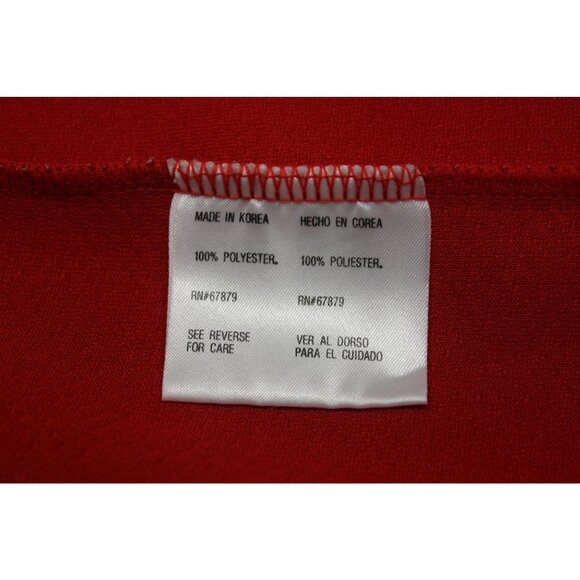 MADE IN KOREA
100% POLYESTER.
RN#67879
SEE REVERSE
FOR CARE
HECHO EN COREA
100% POLIESTER.
RN#67879
VER AL DORSO
PARA EL CUIDADO